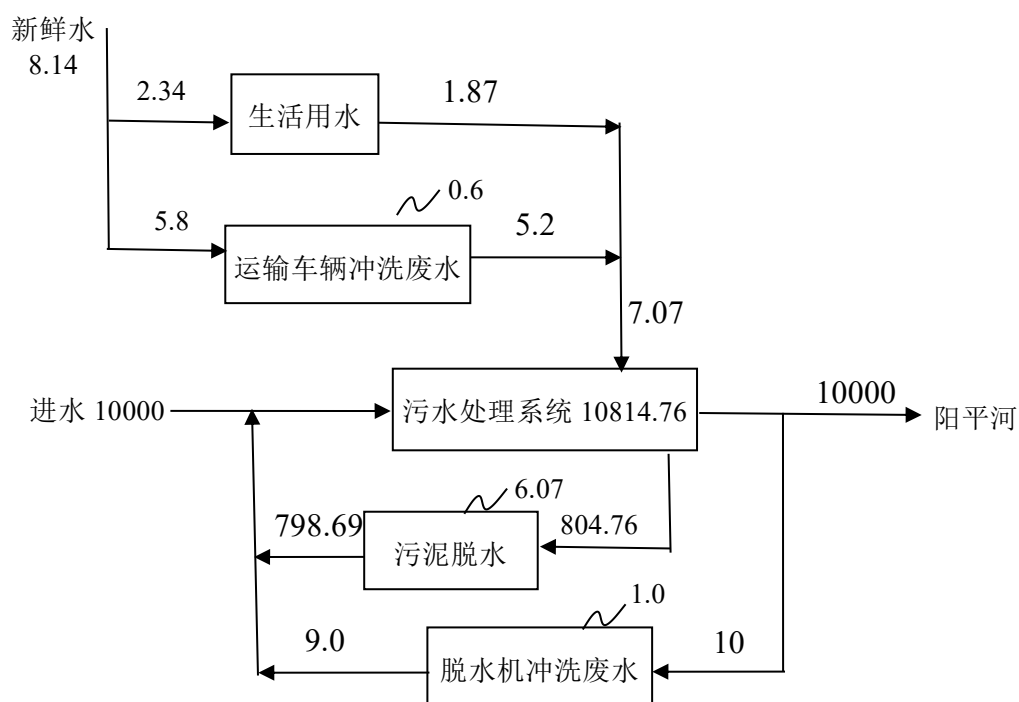 新鲜水
8.14
2.34
生活用水
1.87
0.6
5.8
运输车辆冲洗废水
5.2
7.07
进水 10000
污水处理系统 10814.76
10000
阳平河
6.07
798.69
污泥脱水
804.76
1.0
9.0
脱水机冲洗废水
10